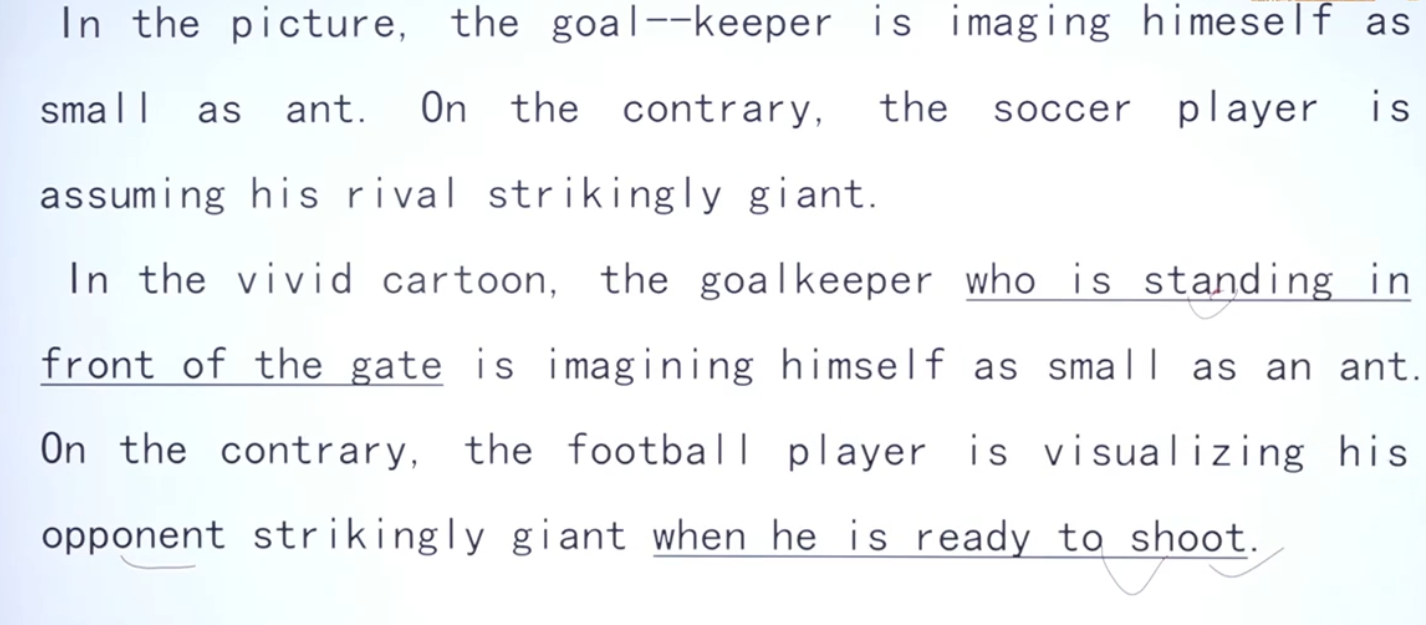 In the picture, the goal--keeper is imaging himeself as
small as ant. On the contrary, the soccer player is
assuming his rival strikingly giant.
In the vivid cartoon, the goalkeeper who is standing in
front of the gate is imagining himself as small as an ant.
On the contrary, the football player is visualizing his
opponent strikingly giant when he is ready to shoot.